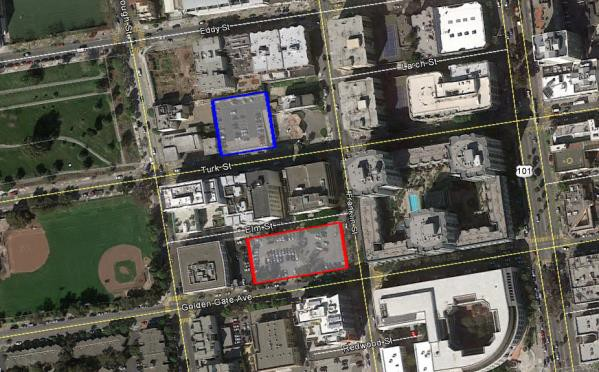 Eddy St
Larch St
Turk St
101
Elm St
Golden Gate Ave
Redwood St